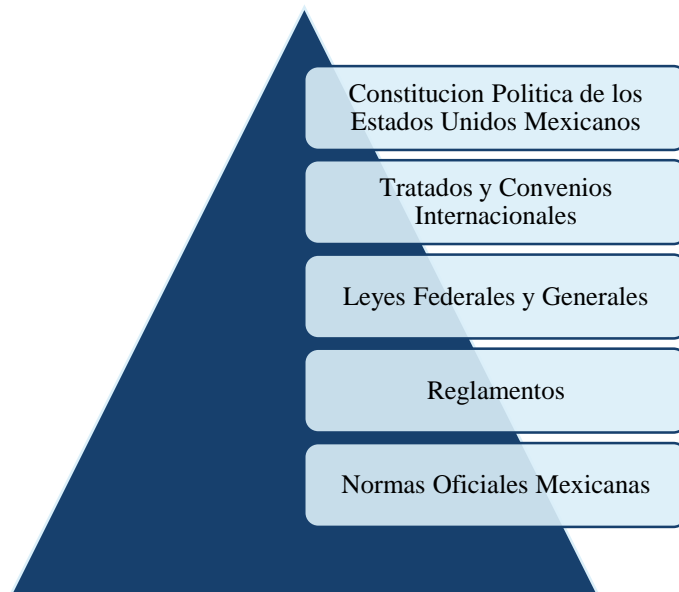 Constitucion Politica de los
Estados Unidos Mexicanos
Tratados y Convenios
Internacionales
Leyes Federales y Generales
Reglamentos
Normas Oficiales Mexicanas